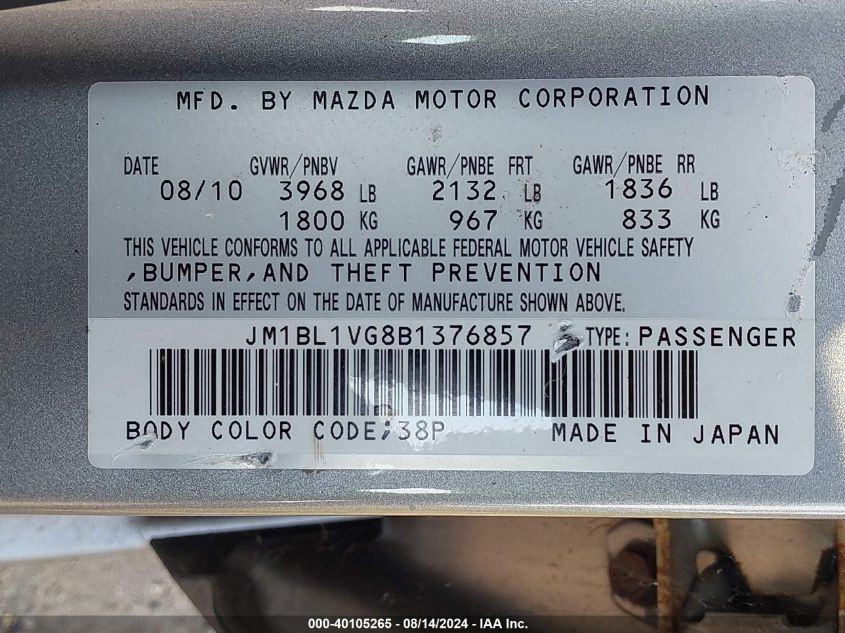 MFD. BY MAZDA MOTOR CORPORATION
DATE GVWR/PNBV GAWR/PNBE FRT GAWR/PNBE RR
08/10 3968 LB 2132 LB 1836 LB
1800 KG 967 KG 833 KG
THIS VEHICLE CONFORMS TO ALL APPLICABLE FEDERAL MOTOR VEHICLE SAFETY
,BUMPER,AND THEFT PREVENTION
STANDARDS IN EFFECT ON THE DATE OF MANUFACTURE SHOWN ABOVE.
JM1BL1VG8B1376857 TYPE: PASSENGER
BODY COLOR CODE;38P MADE IN JAPAN
000-40105265 - 08/14/2024 - IAA Inc.